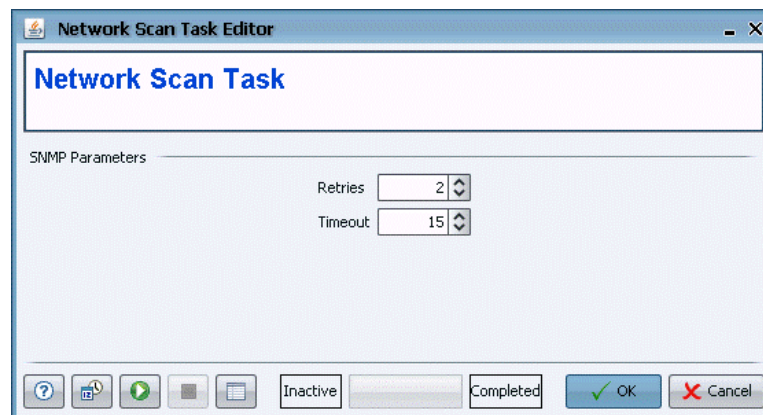 Network Scan Task Editor
Network Scan Task
SNMP Parameters
Retries 2
Timeout 15
Inactive Completed OK Cancel